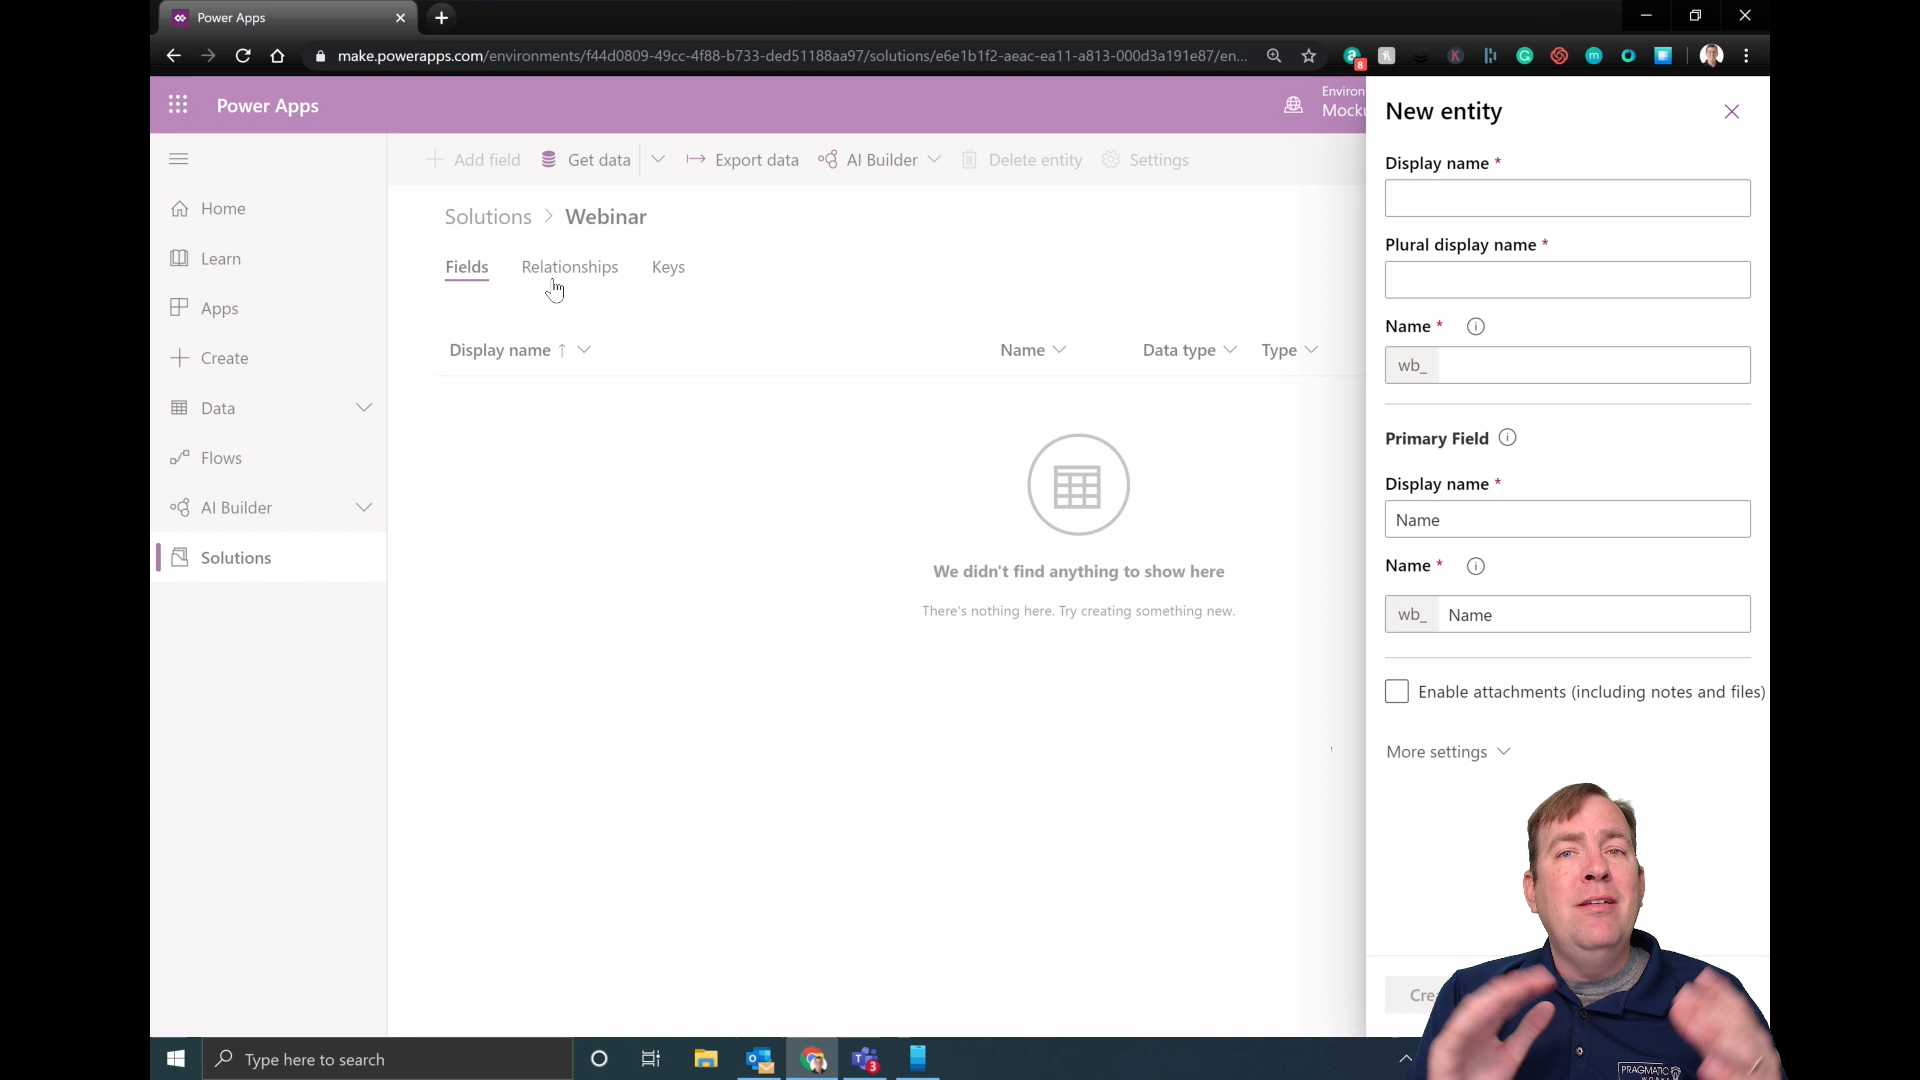 Power Apps
make.powerapps.com/environments/f44d0809-49cc-4f88-b733-ded51188aa97/solutions/e6e1b1f2-aeac-ea11-a813-000d3a191e87/en...
8
Power Apps
Environ
Mocku
Add field
Get data
Export data
AI Builder
Delete entity
Settings
Home
Learn
Apps
Create
Data
Flows
AI Builder
Solutions
Solutions > Webinar
Fields
Relationships
Keys
Display name
Name
Data type
Type
We didn't find anything to show here
There's nothing here. Try creating something new.
New entity
Display name *
Plural display name *
Name *
wb_
Primary Field
Display name *
Name
Name *
wb_
Name
Enable attachments (including notes and files)
More settings
Cre
Type here to search
3
PRAGMATIC